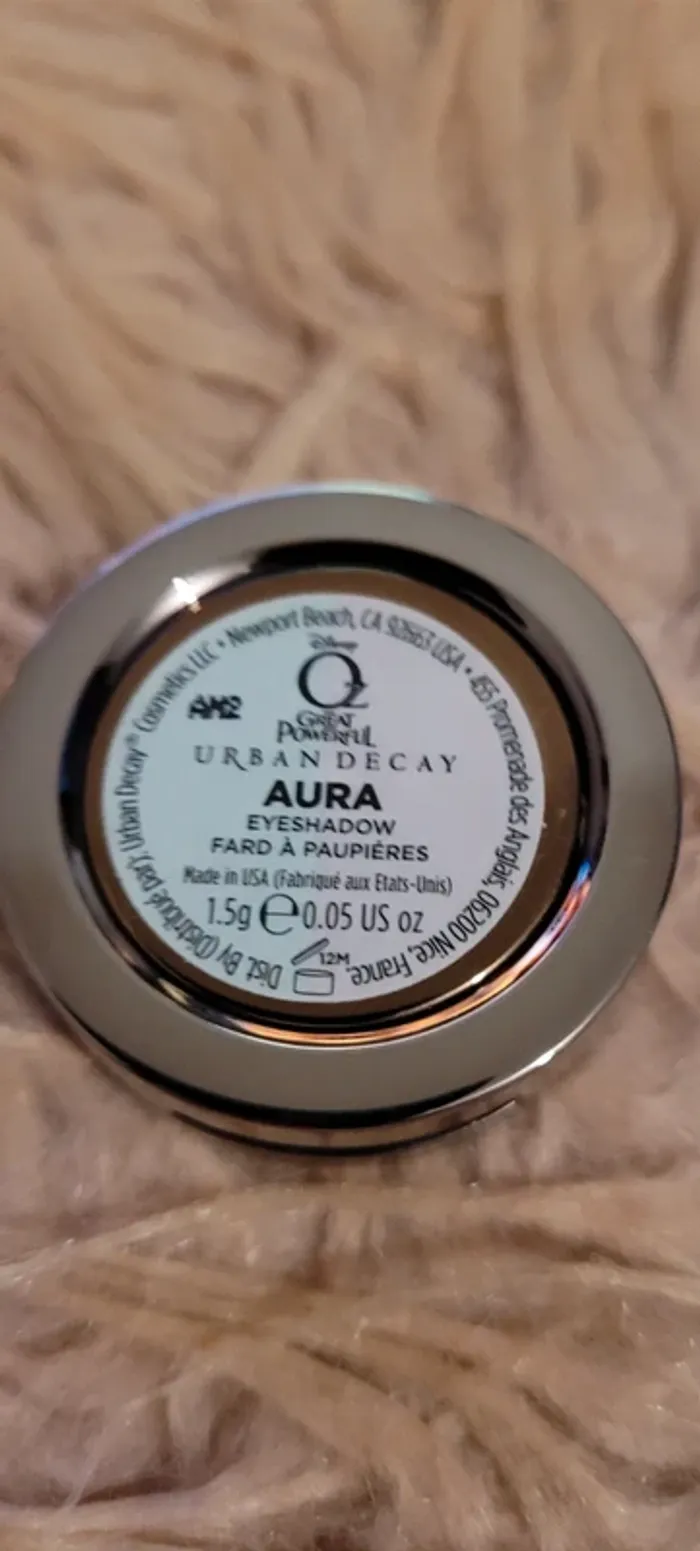 Dist. By (Distribué par). Urban Decay® Cosmetics LLC • Newport Beach, CA 92663 USA • 455 Promenade des Anglais, 06200 Nice, France.
Disney
Oz
AM2
GREAT
POWERFUL
URBAN DECAY
AURA
EYESHADOW
FARD À PAUPIÉRES
Made in USA (Fabriqué aux Etats-Unis)
1.5g ℮ 0.05 US oz
12M